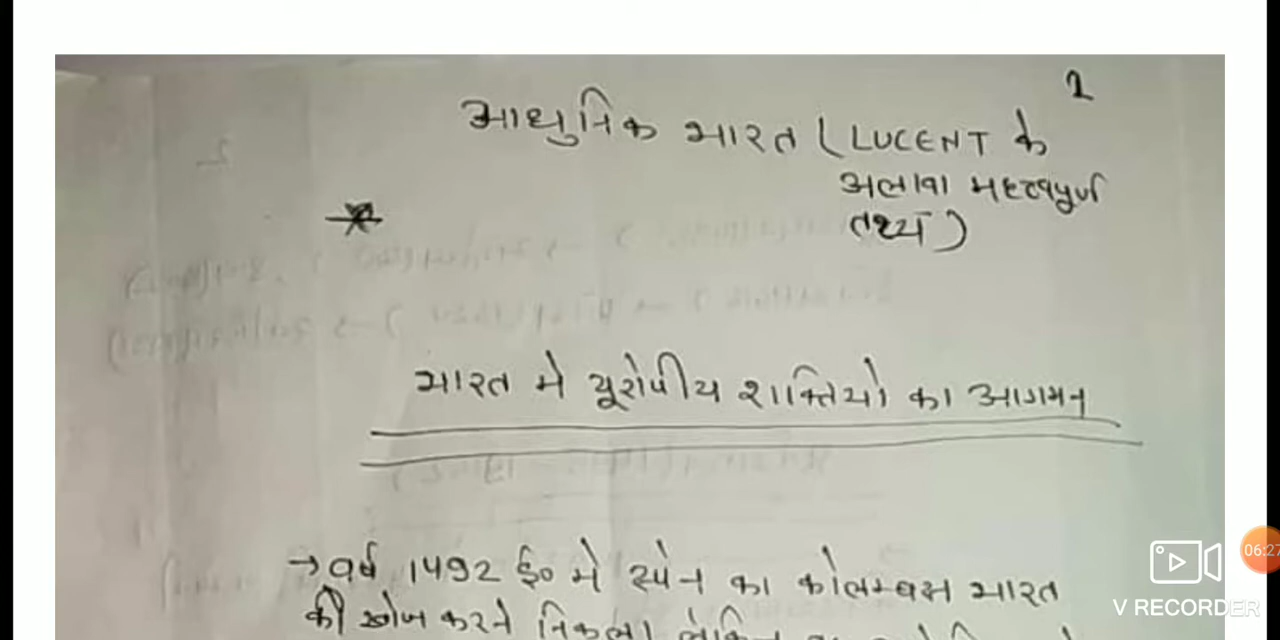 1
आधुनिक भारत ( LUCENT के
अलावा महत्वपुर्ण
तथ्य )
भारत मे यूरोपीय शक्तियो का आगमन
→ वर्ष 1492 ई० मे स्पेन का कोलम्बस भारत
की खोज करने निकला लेकिन
06:27
V RECORDER